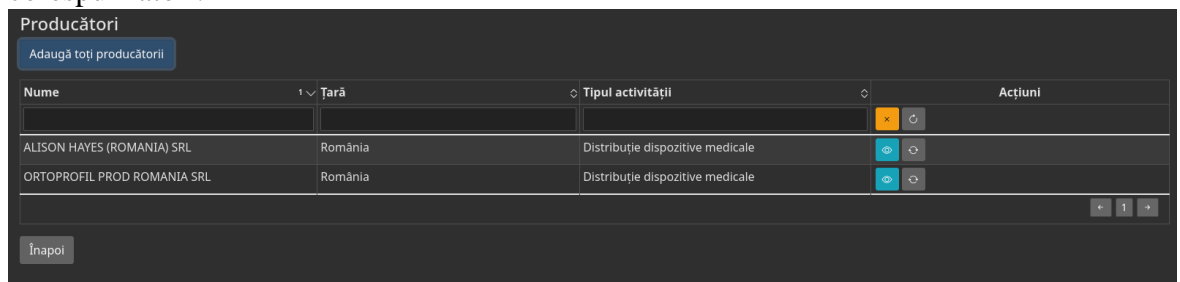 Producători
Adaugă toți producătorii
Nume 1 Țară Tipul activității Acțiuni
ALISON HAYES (ROMANIA) SRL România Distribuție dispozitive medicale
ORTOPROFIL PROD ROMANIA SRL România Distribuție dispozitive medicale
1
Înapoi